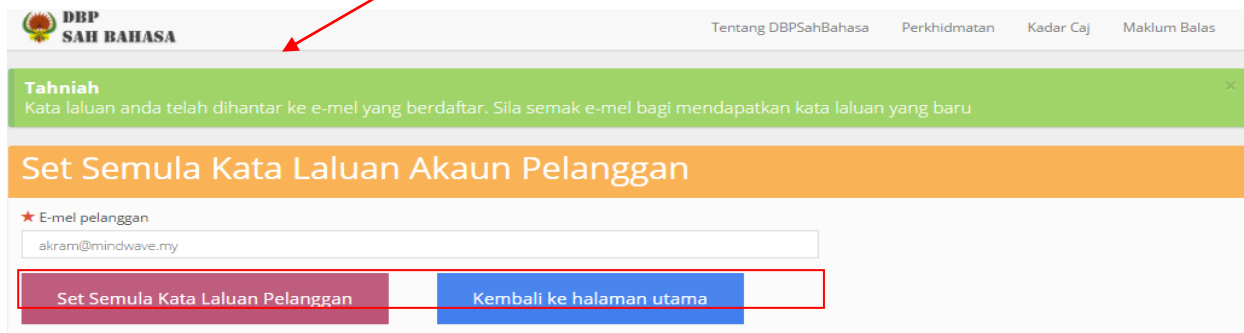 DBP
SAH BAHASA
Tentang DBPSahBahasa Perkhidmatan Kadar Caj Maklum Balas
Tahniah ×
Kata laluan anda telah dihantar ke e-mel yang berdaftar. Sila semak e-mel bagi mendapatkan kata laluan yang baru
Set Semula Kata Laluan Akaun Pelanggan
★ E-mel pelanggan
akram@mindwave.my
Set Semula Kata Laluan Pelanggan Kembali ke halaman utama